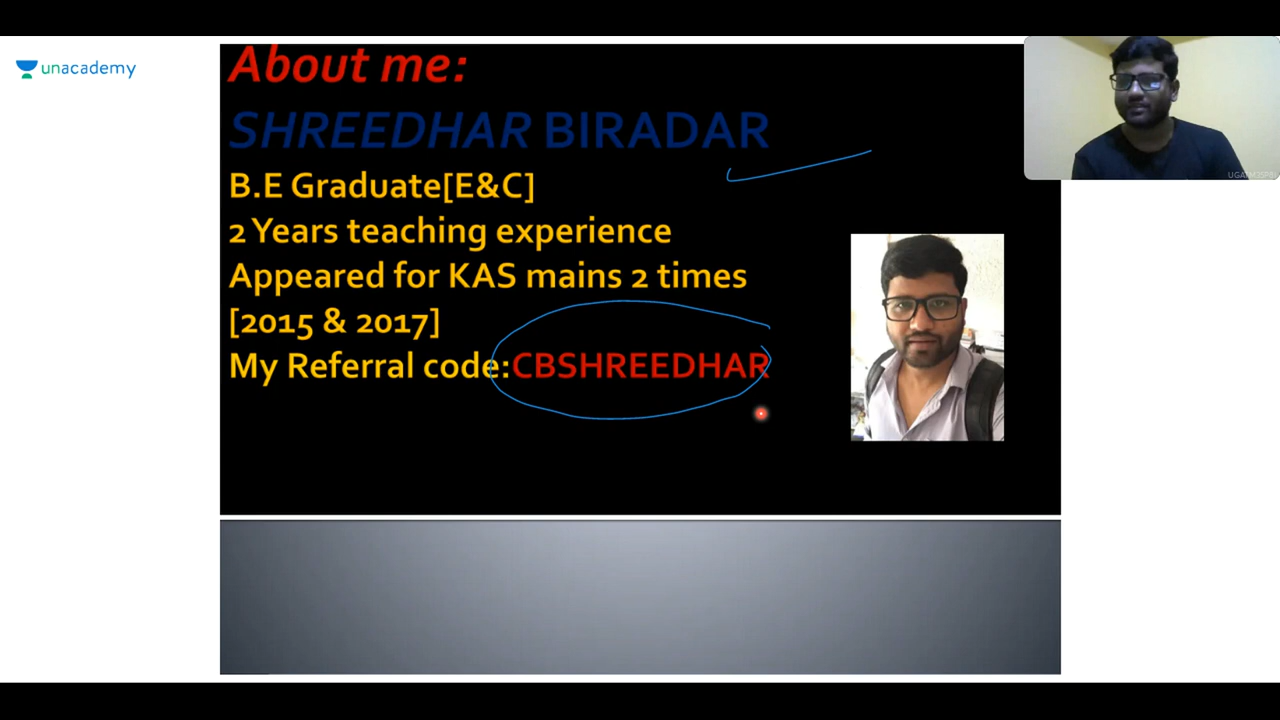 unacademy
About me:
SHREEDHAR BIRADAR
B.E Graduate[E&C]
2 Years teaching experience
Appeared for KAS mains 2 times
[2015 & 2017]
My Referral code:CBSHREEDHAR